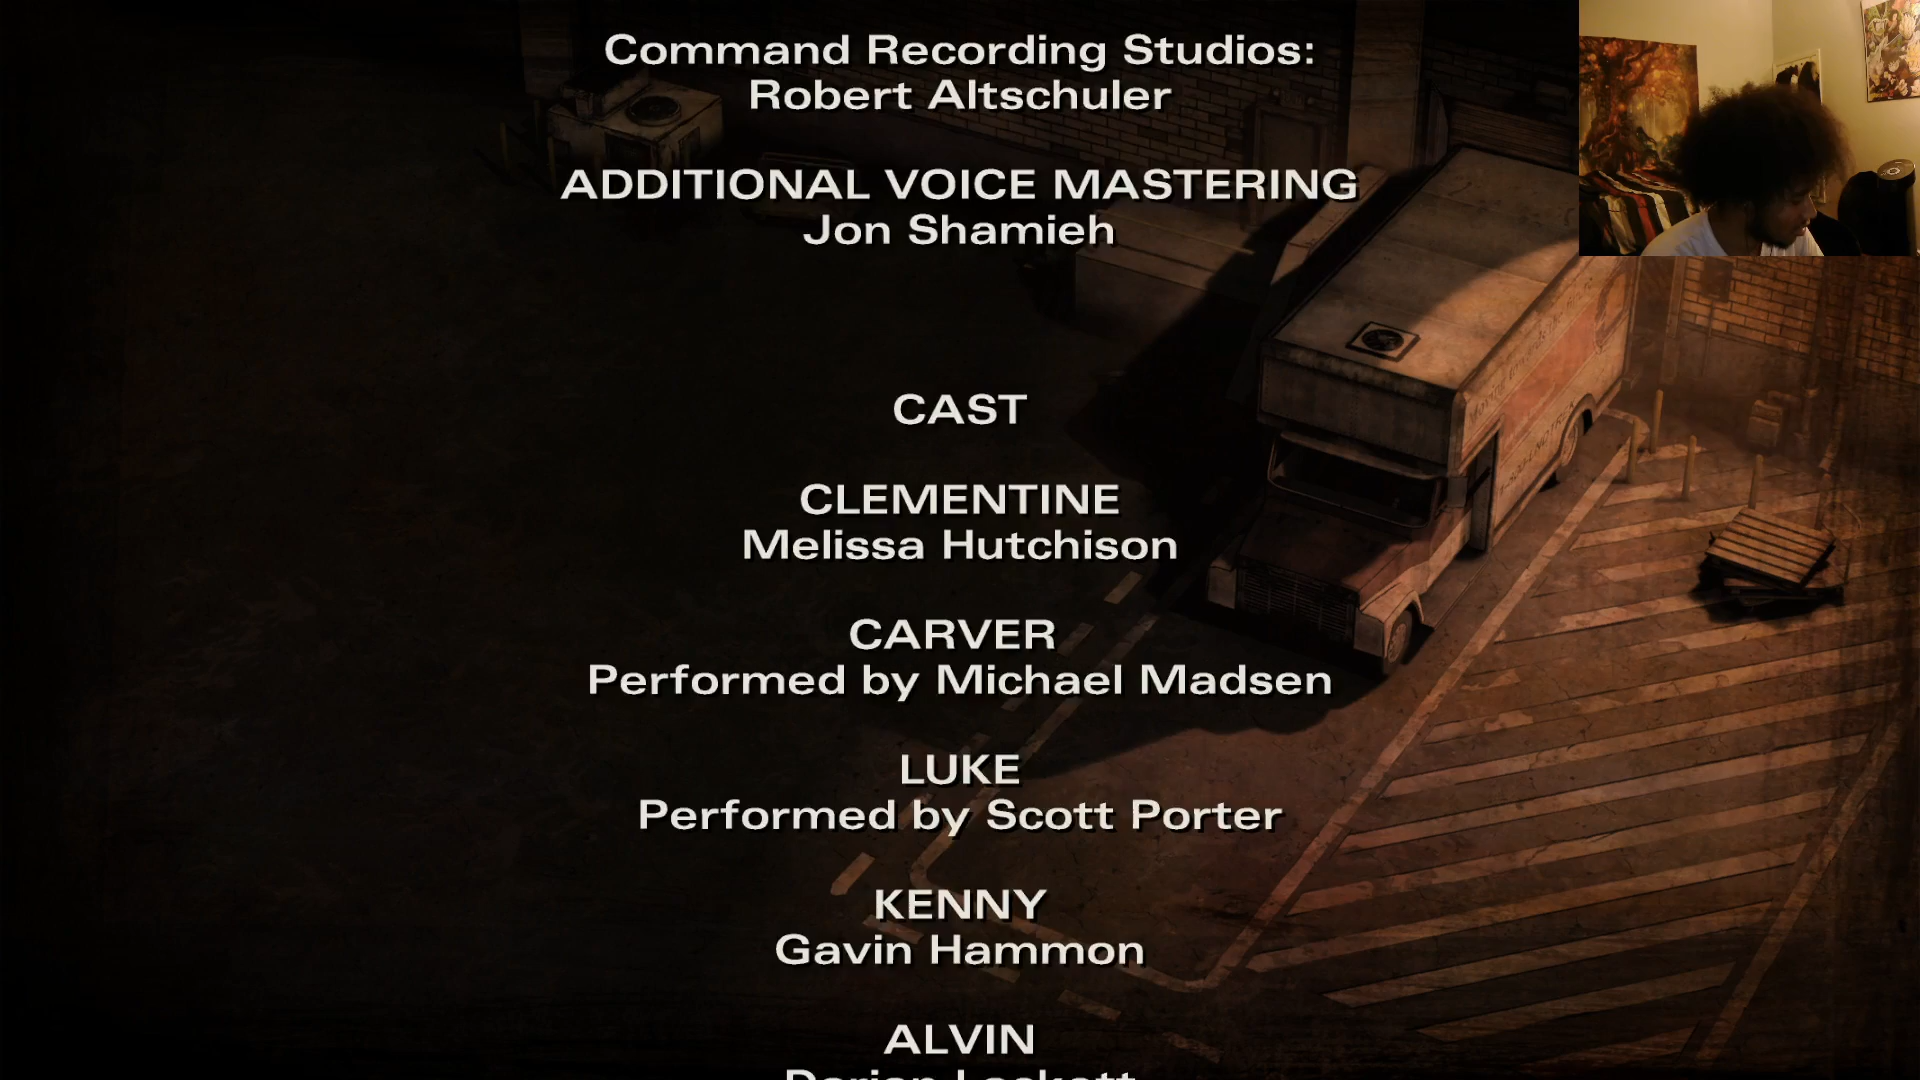 Command Recording Studios:
Robert Altschuler
ADDITIONAL VOICE MASTERING
Jon Shamieh
CAST
CLEMENTINE
Melissa Hutchison
CARVER
Performed by Michael Madsen
LUKE
Performed by Scott Porter
KENNY
Gavin Hammon
ALVIN